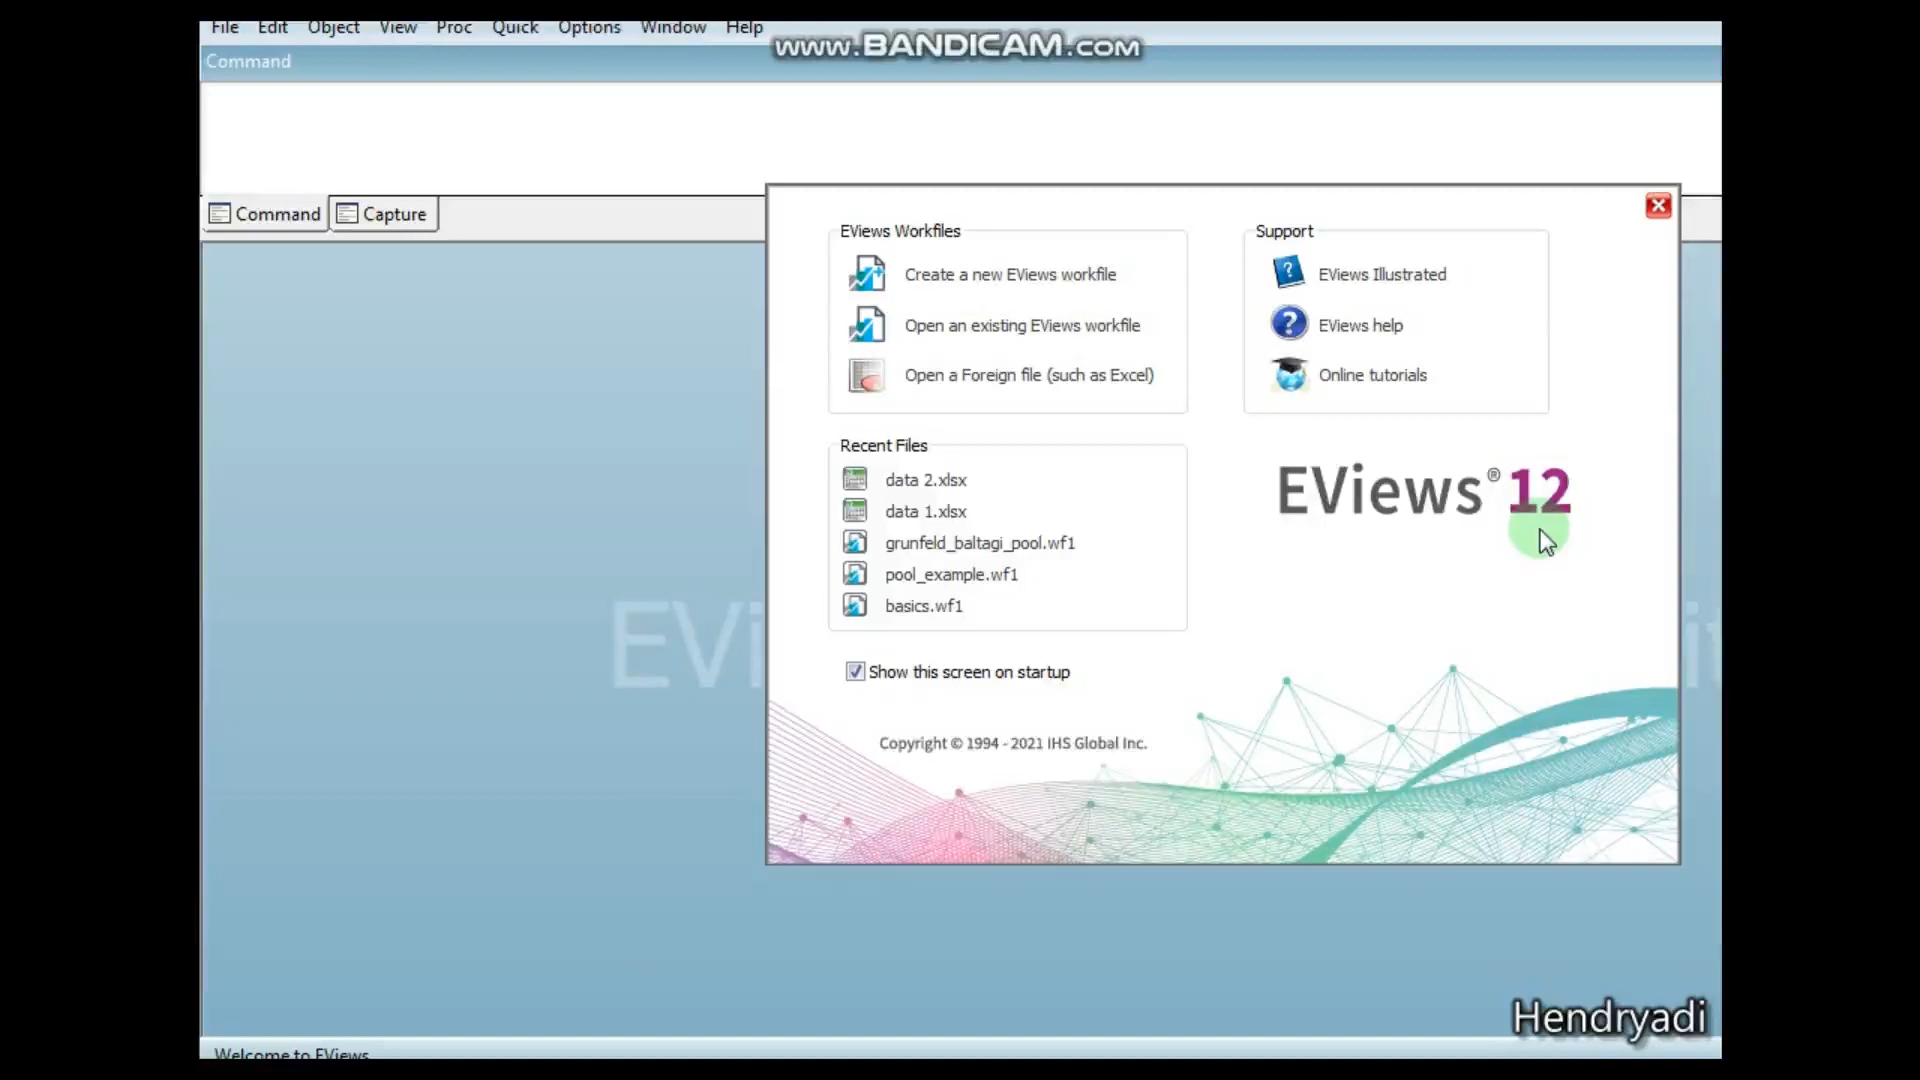 File Edit Object View Proc Quick Options Window Help
www.BANDICAM.com
Command
Command Capture
EViews Workfiles
Create a new EViews workfile
Open an existing EViews workfile
Open a Foreign file (such as Excel)
Support
EViews Illustrated
EViews help
Online tutorials
Recent Files
data 2.xlsx
data 1.xlsx
grunfeld_baltagi_pool.wf1
pool_example.wf1
basics.wf1
EViews® 12
Show this screen on startup
Copyright © 1994 - 2021 IHS Global Inc.
Hendryadi
Welcome to EViews